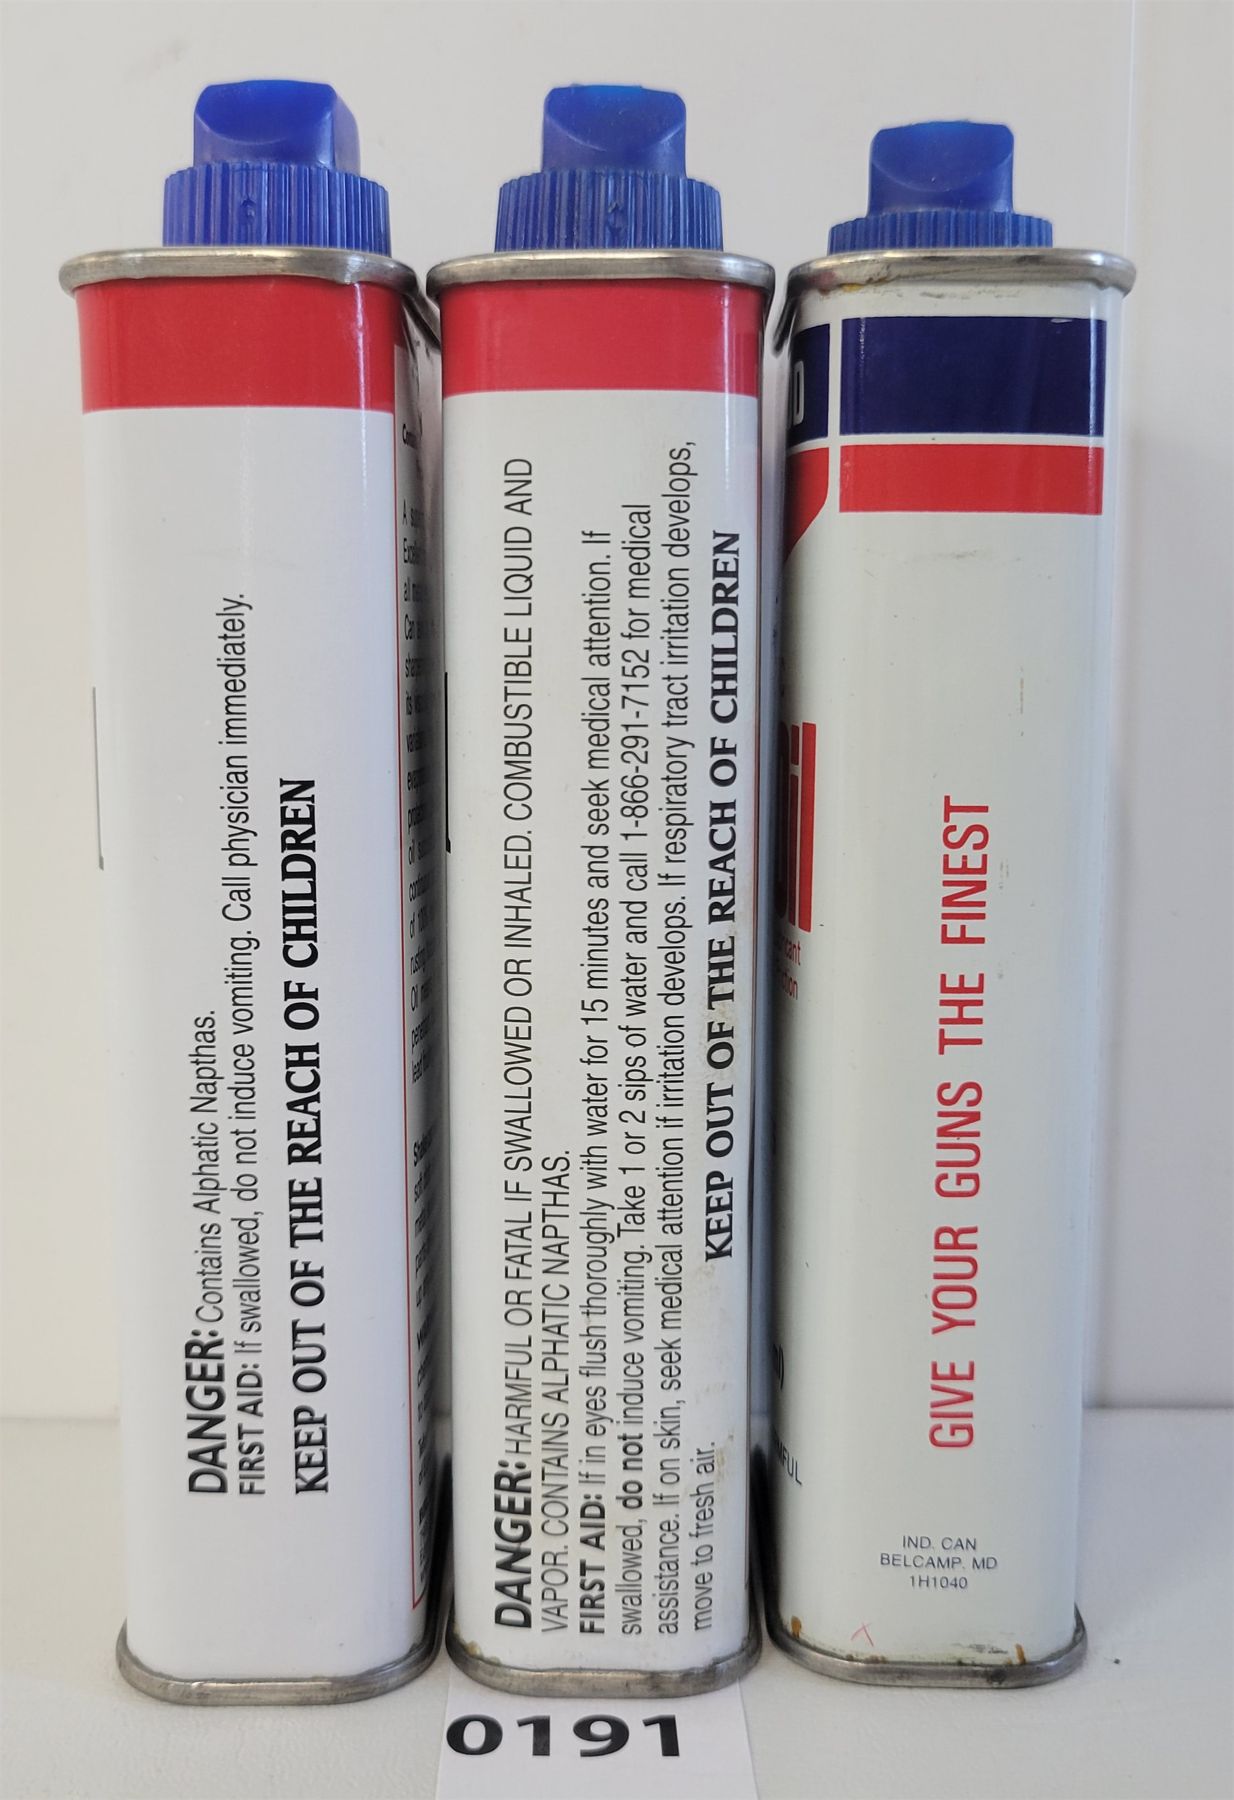 DANGER: Contains Alphatic Napthas.
FIRST AID: If swallowed, do not induce vomiting. Call physician immediately.
KEEP OUT OF THE REACH OF CHILDREN
DANGER: HARMFUL OR FATAL IF SWALLOWED OR INHALED. COMBUSTIBLE LIQUID AND
VAPOR. CONTAINS ALPHATIC NAPTHAS.
FIRST AID: If in eyes flush thoroughly with water for 15 minutes and seek medical attention. If
swallowed, do not induce vomiting. Take 1 or 2 sips of water and call 1-866-291-7152 for medical
assistance. If on skin, seek medical attention if irritation develops. If respiratory tract irritation develops,
move to fresh air.
KEEP OUT OF THE REACH OF CHILDREN
GIVE YOUR GUNS THE FINEST
IND. CAN
BELCAMP. MD
1H1040
0191